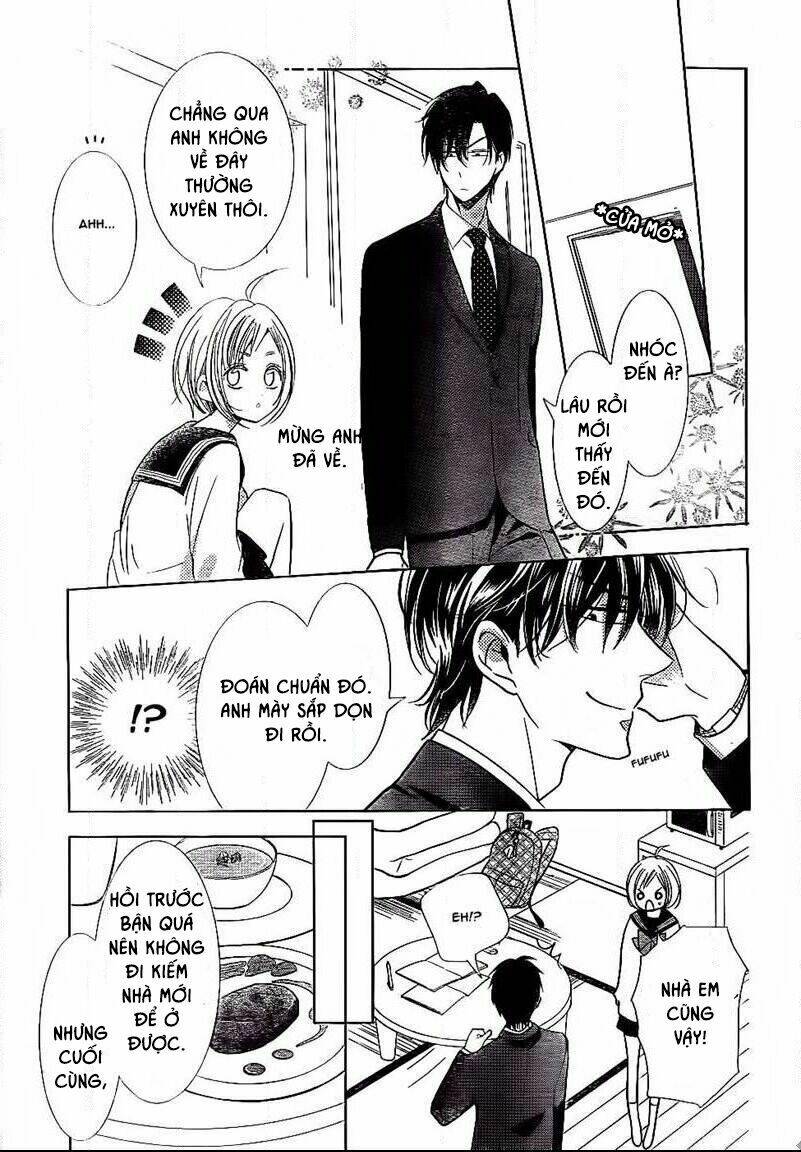 *CỬA MỞ*
NHÓC
ĐẾN À?
LÂU RỒI
MỚI
THẤY
ĐẾN
ĐÓ.
MỪNG ANH
ĐÃ VỀ.
CHẲNG QUA
ANH KHÔNG
VỀ ĐÂY
THƯỜNG
XUYÊN THÔI.
AHH...
ĐOÁN CHUẨN ĐÓ.
ANH MÀY SẮP DỌN
ĐI RỒI.
FUFUFU
!?
NHÀ EM
CŨNG
VẬY!
EH!?
HỒI TRƯỚC
BẬN QUÁ
NÊN KHÔNG
ĐI KIẾM
NHÀ MỚI
ĐỂ Ở
ĐƯỢC.
NHƯNG
CUỐI
CÙNG,